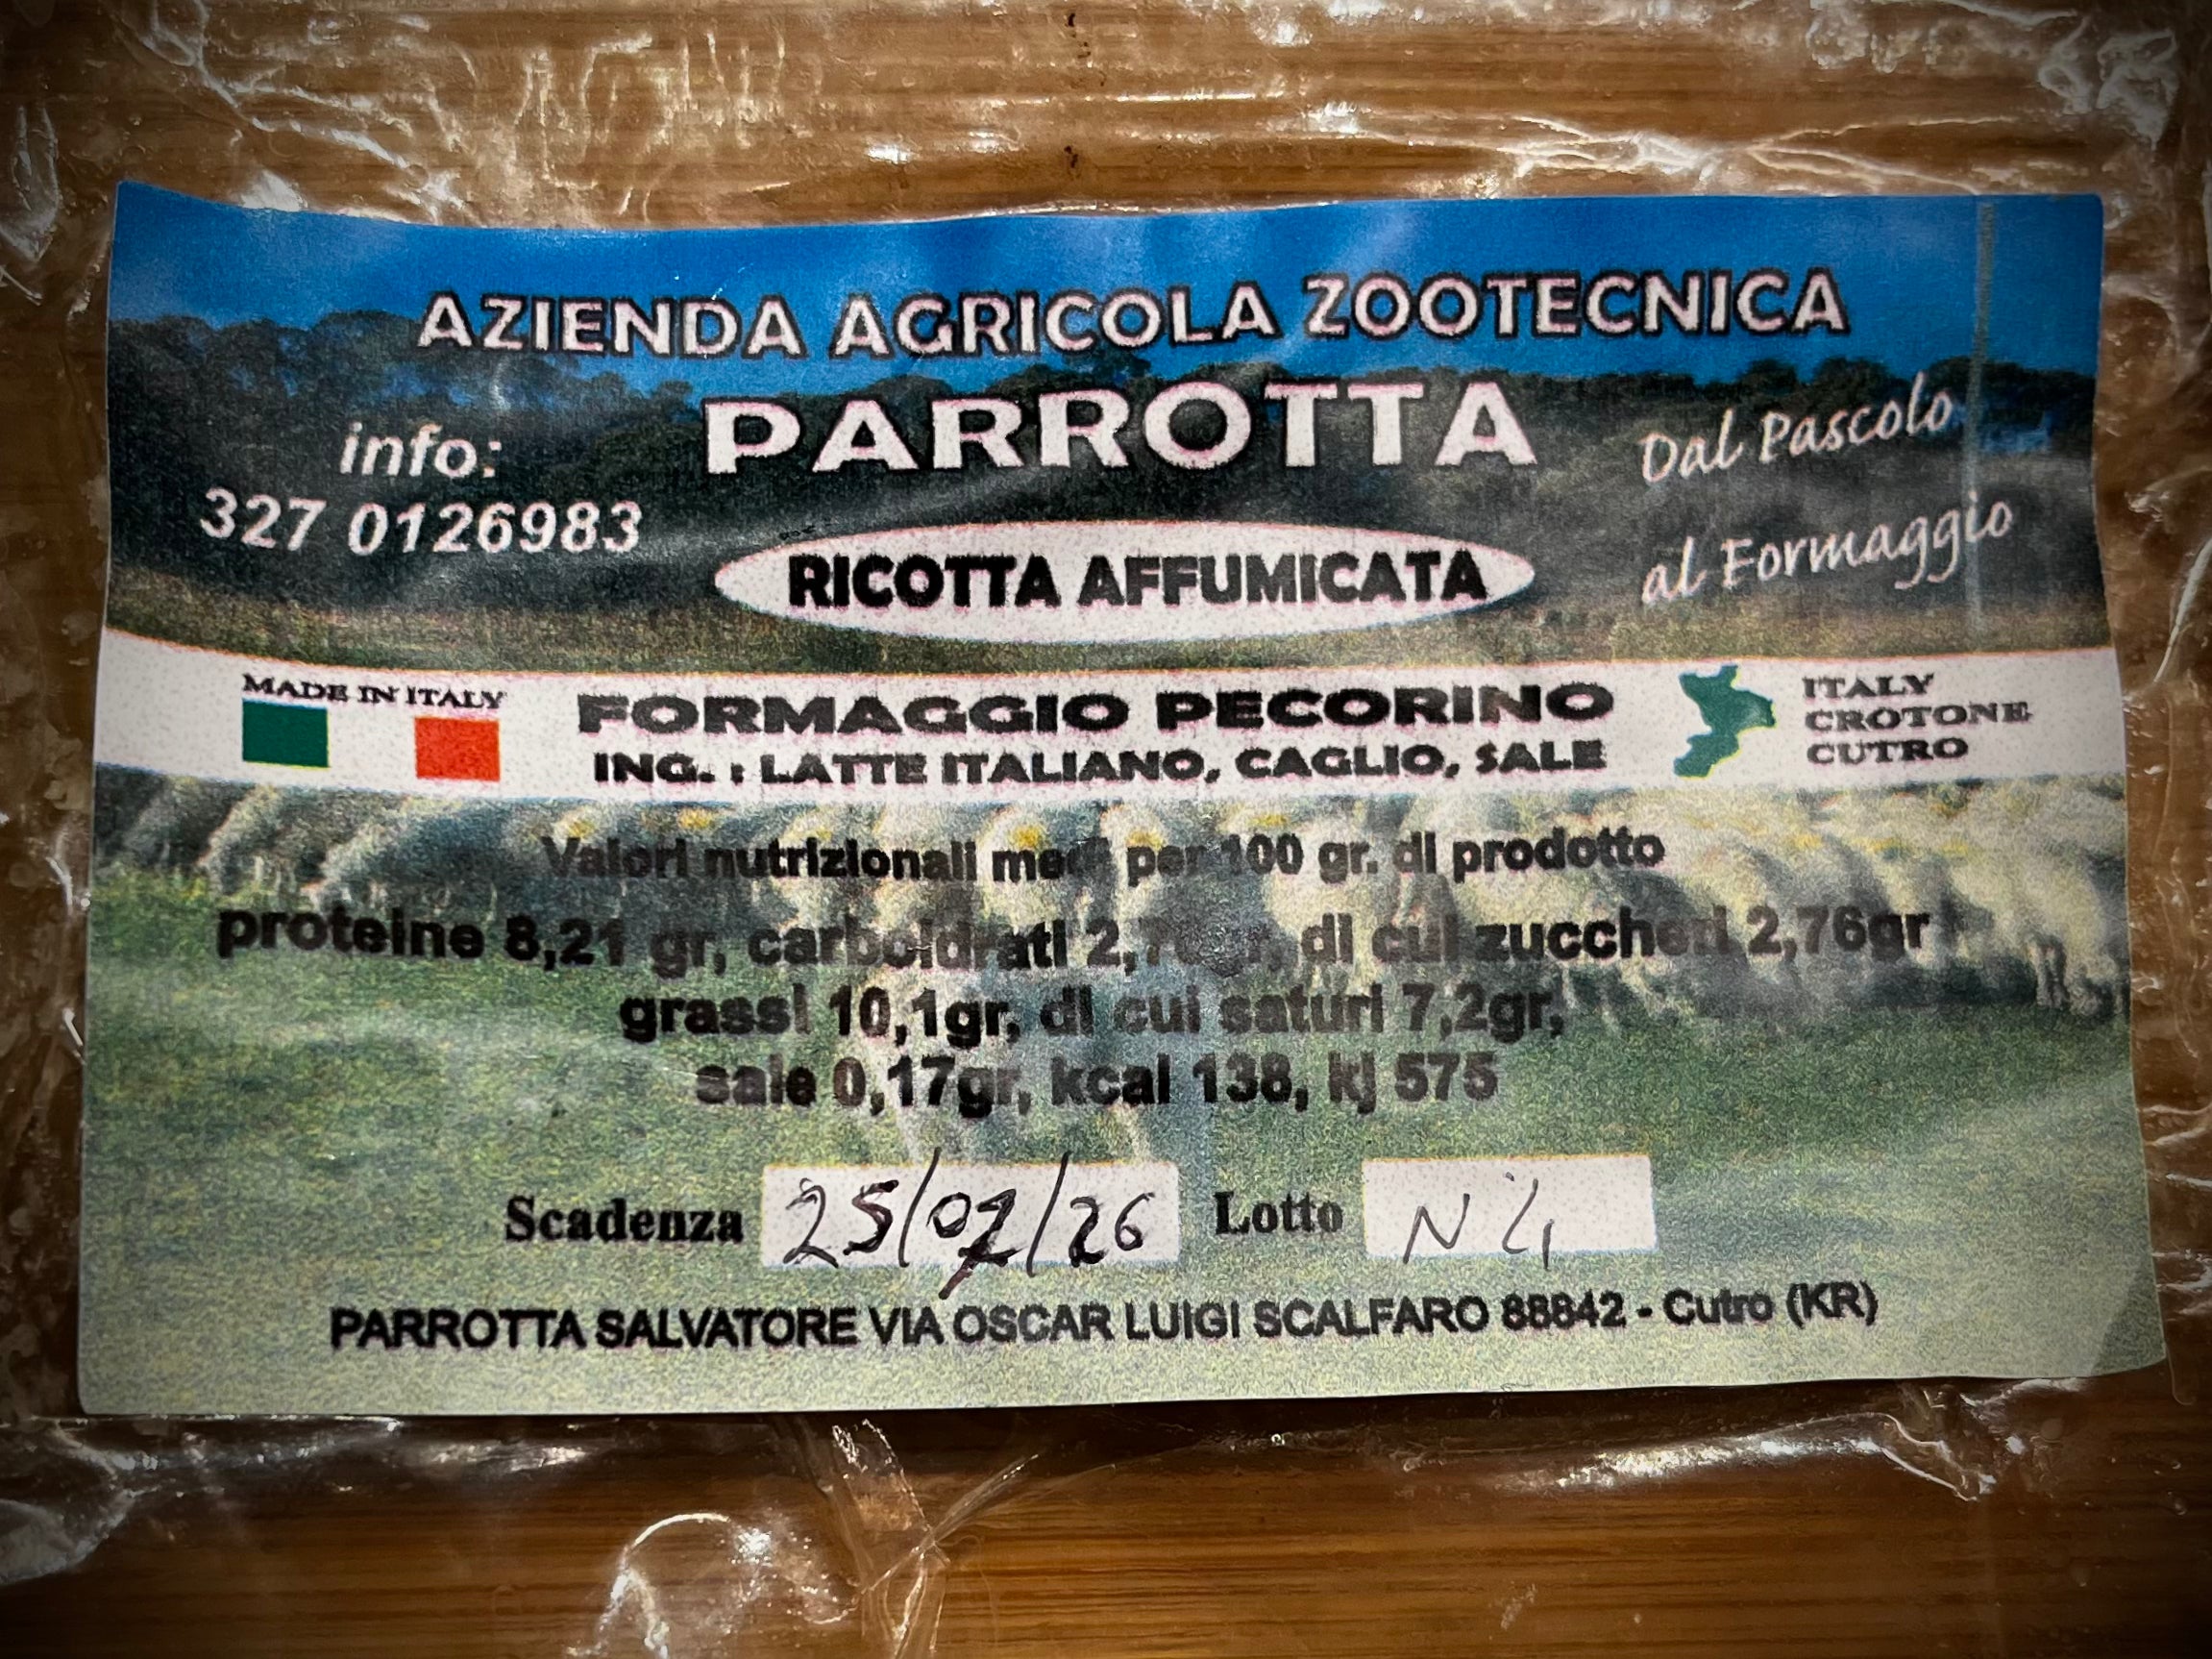 AZIENDA AGRICOLA ZOOTECNICA
PARROTTA
info:
327 0126983
Dal Pascolo
al Formaggio
RICOTTA AFFUMICATA
MADE IN ITALY
FORMAGGIO PECORINO
ING. : LATTE ITALIANO, CAGLIO, SALE
ITALY
CROTONE
CUTRO
Valori nutrizionali medi per 100 gr. di prodotto
proteine 8,21 gr, carboidrati di cui zuccheri 2,76gr
grassi 10,1gr, di cui saturi 7,2gr,
sale 0,17gr, kcal 138, kj 575
Scadenza 25/07/26 Lotto
PARROTTA SALVATORE VIA OSCAR LUIGI SCALFARO 88842 - Cutro (KR)